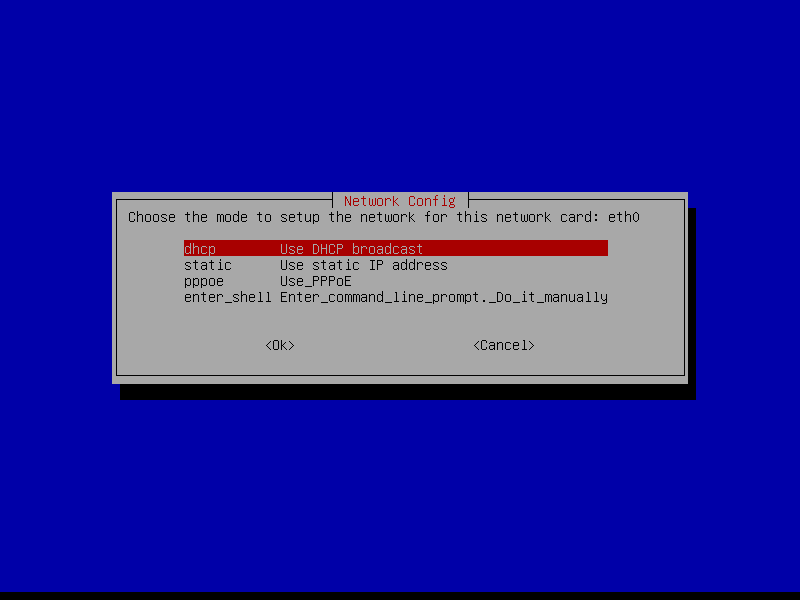 Network Config
Choose the mode to setup the network for this network card: eth0
dhcp Use DHCP broadcast
static Use static IP address
pppoe Use_PPPoE
enter_shell Enter_command_line_prompt._Do_it_manually
<Ok> <Cancel>